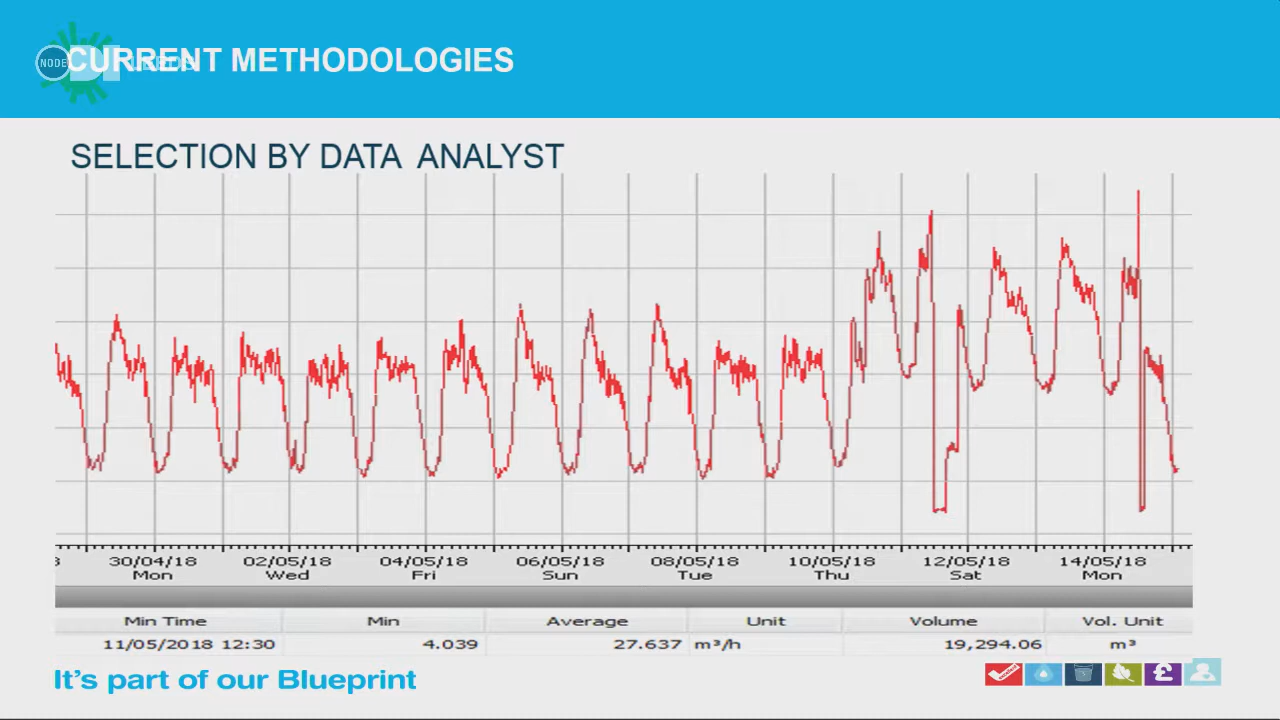 CURRENT METHODOLOGIES
NODE
SELECTION BY DATA ANALYST
30/04/18 02/05/18 04/05/18 06/05/18 08/05/18 10/05/18 12/05/18 14/05/18
Mon Wed Fri Sun Tue Thu Sat Mon
Min Time Min Average Unit Volume Vol. Unit
11/05/2018 12:30 4.039 27.637 m³/h 19,294.06 m³
It's part of our Blueprint
£